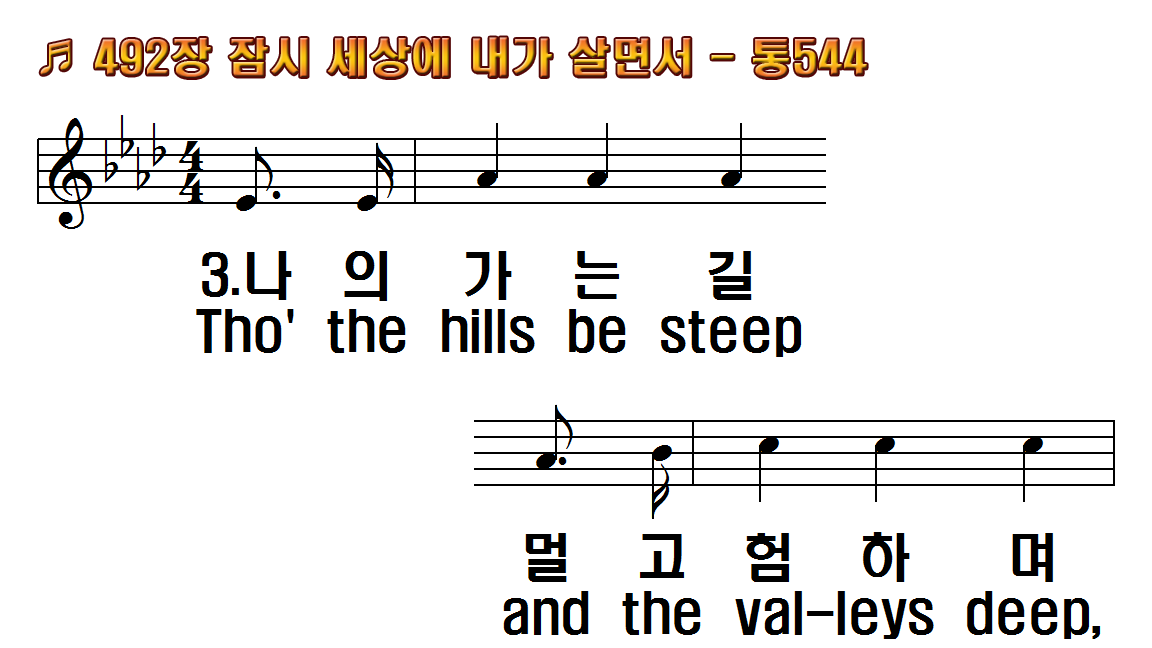 ♬ 492장 잠시 세상에 내가 살면서 - 통544
4
4
3.나 의 가 는 길
Tho' the hills be steep
멀 고 험 하 며
and the val-leys deep,